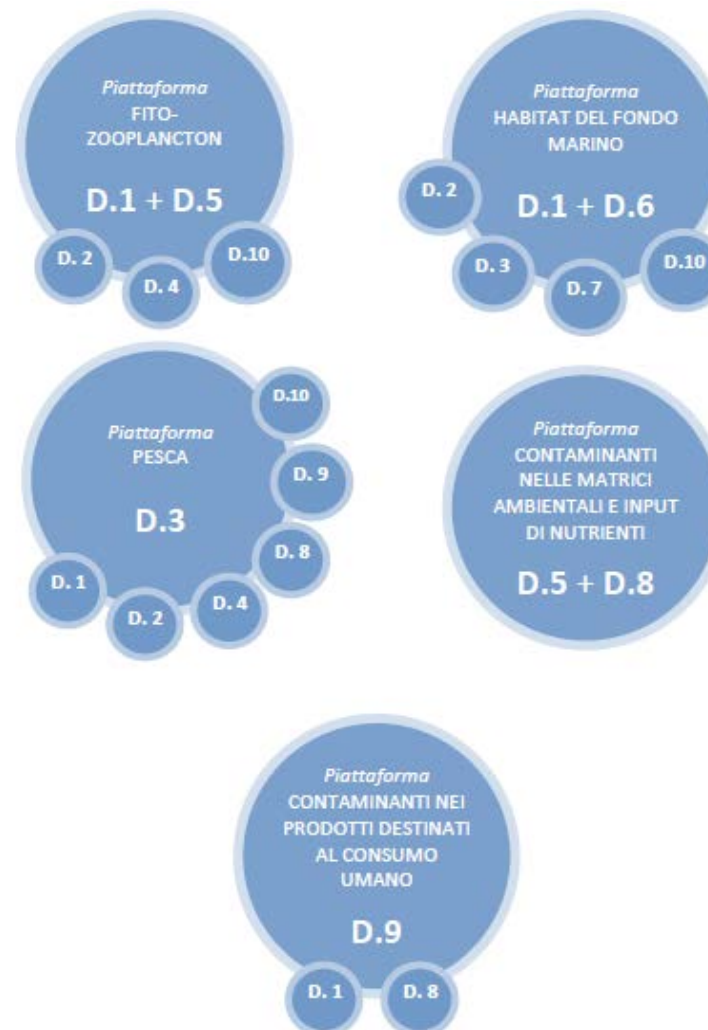 Piattaforma
FITO-
ZOOPLANCTON
D.1 + D.5
D. 2
D. 4
D.10
Piattaforma
HABITAT DEL FONDO
MARINO
D.1 + D.6
D. 2
D. 3
D. 7
D.10
Piattaforma
PESCA
D.3
D.10
D. 9
D. 8
D. 4
D. 2
D. 1
Piattaforma
CONTAMINANTI
NELLE MATRICI
AMBIENTALI E INPUT
DI NUTRIENTI
D.5 + D.8
Piattaforma
CONTAMINANTI NEI
PRODOTTI DESTINATI
AL CONSUMO
UMANO
D.9
D. 1
D. 8